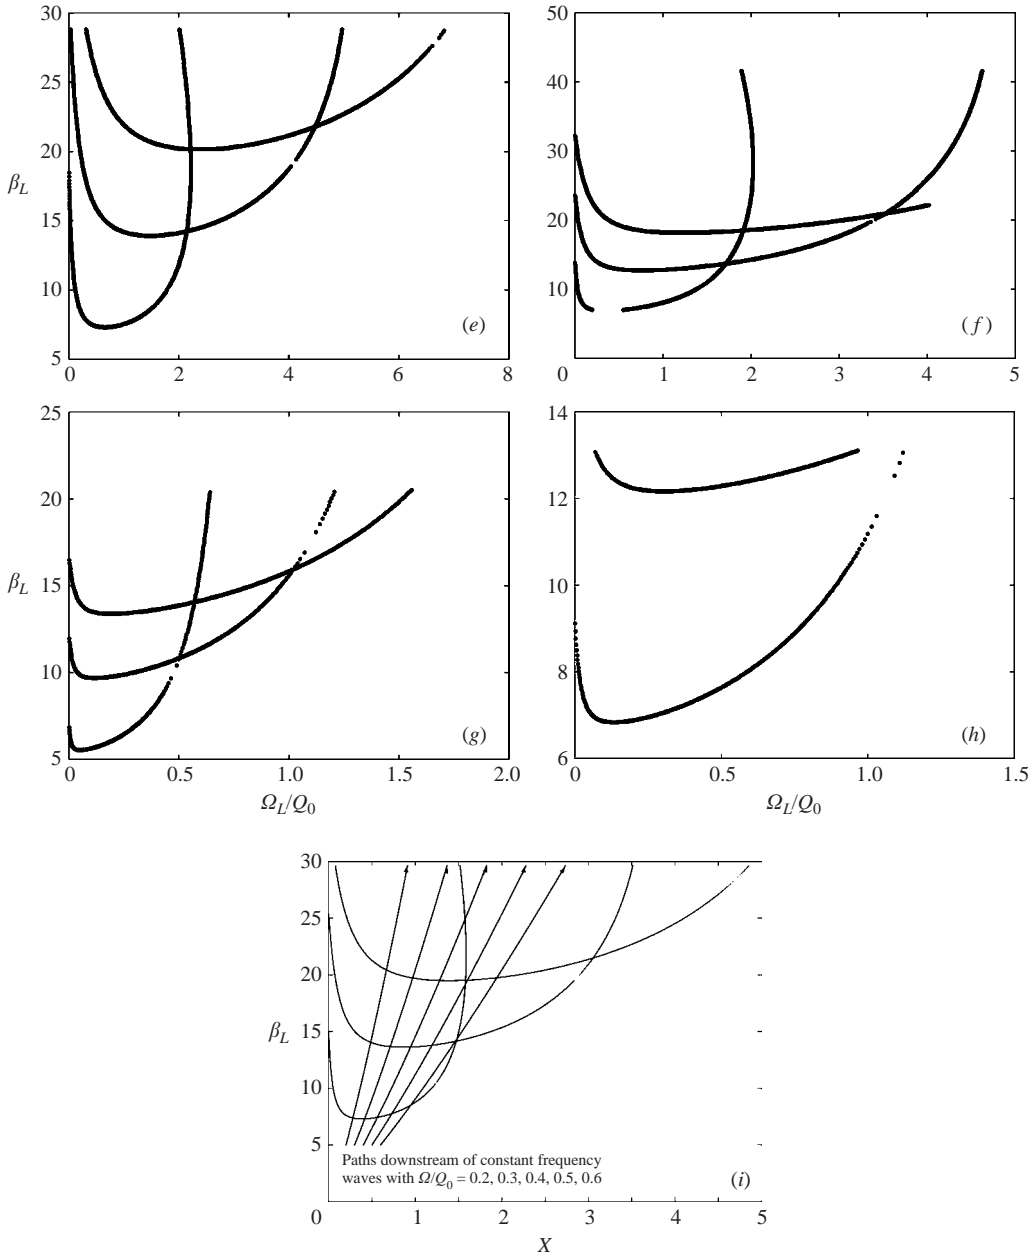 30
25
20
15
10
5
β_L
0 2 4 6 8
(e)
50
40
30
20
10
0 1 2 3 4 5
(f)
25
20
15
10
5
β_L
0 0.5 1.0 1.5 2.0
Ω_L/Q_0
(g)
14
12
10
8
6
0 0.5 1.0 1.5
Ω_L/Q_0
(h)
30
25
20
15
10
5
β_L
Paths downstream of constant frequency
waves with Ω/Q_0 = 0.2, 0.3, 0.4, 0.5, 0.6
(i)
0 1 2 3 4 5
X